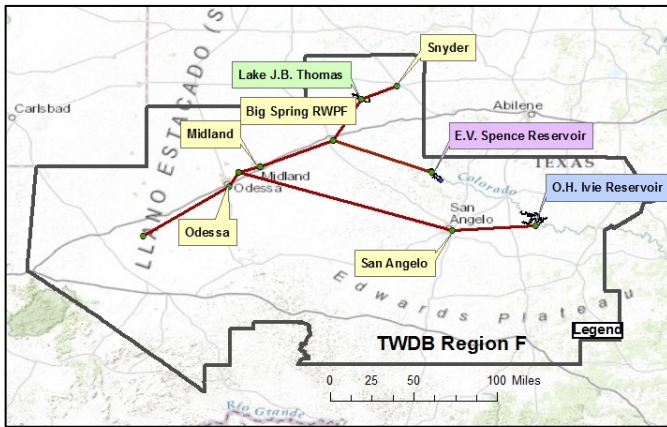 Snyder
Lake J.B. Thomas
Carlsbad
Big Spring RWPF
Abilene
LLANO ESTACADO (S
Midland
E.V. Spence Reservoir
TEXAS
Midland
Colorado
O.H. Ivie Reservoir
Odessa
San
Angelo
Odessa
San Angelo
Edwards Plateau
Legend
TWDB Region F
0 25 50 100 Miles
Río Grande